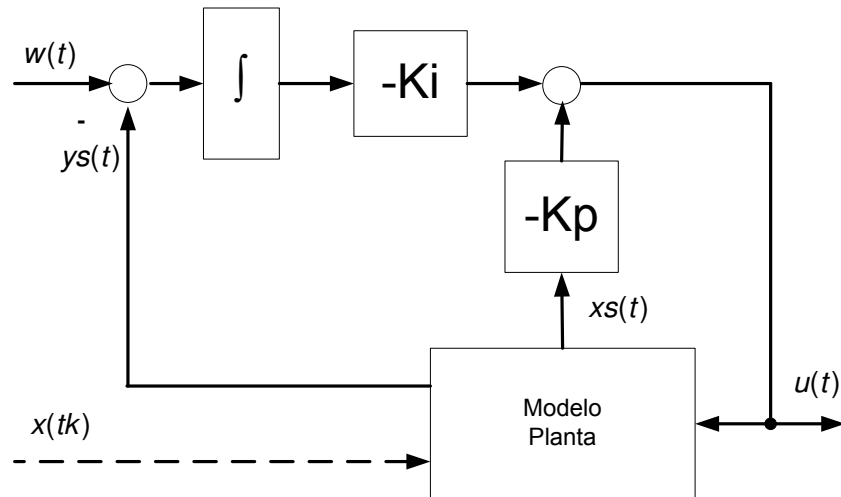 w(t)
∫
-Ki
-
ys(t)
-Kp
xs(t)
u(t)
x(tk)
Modelo
Planta